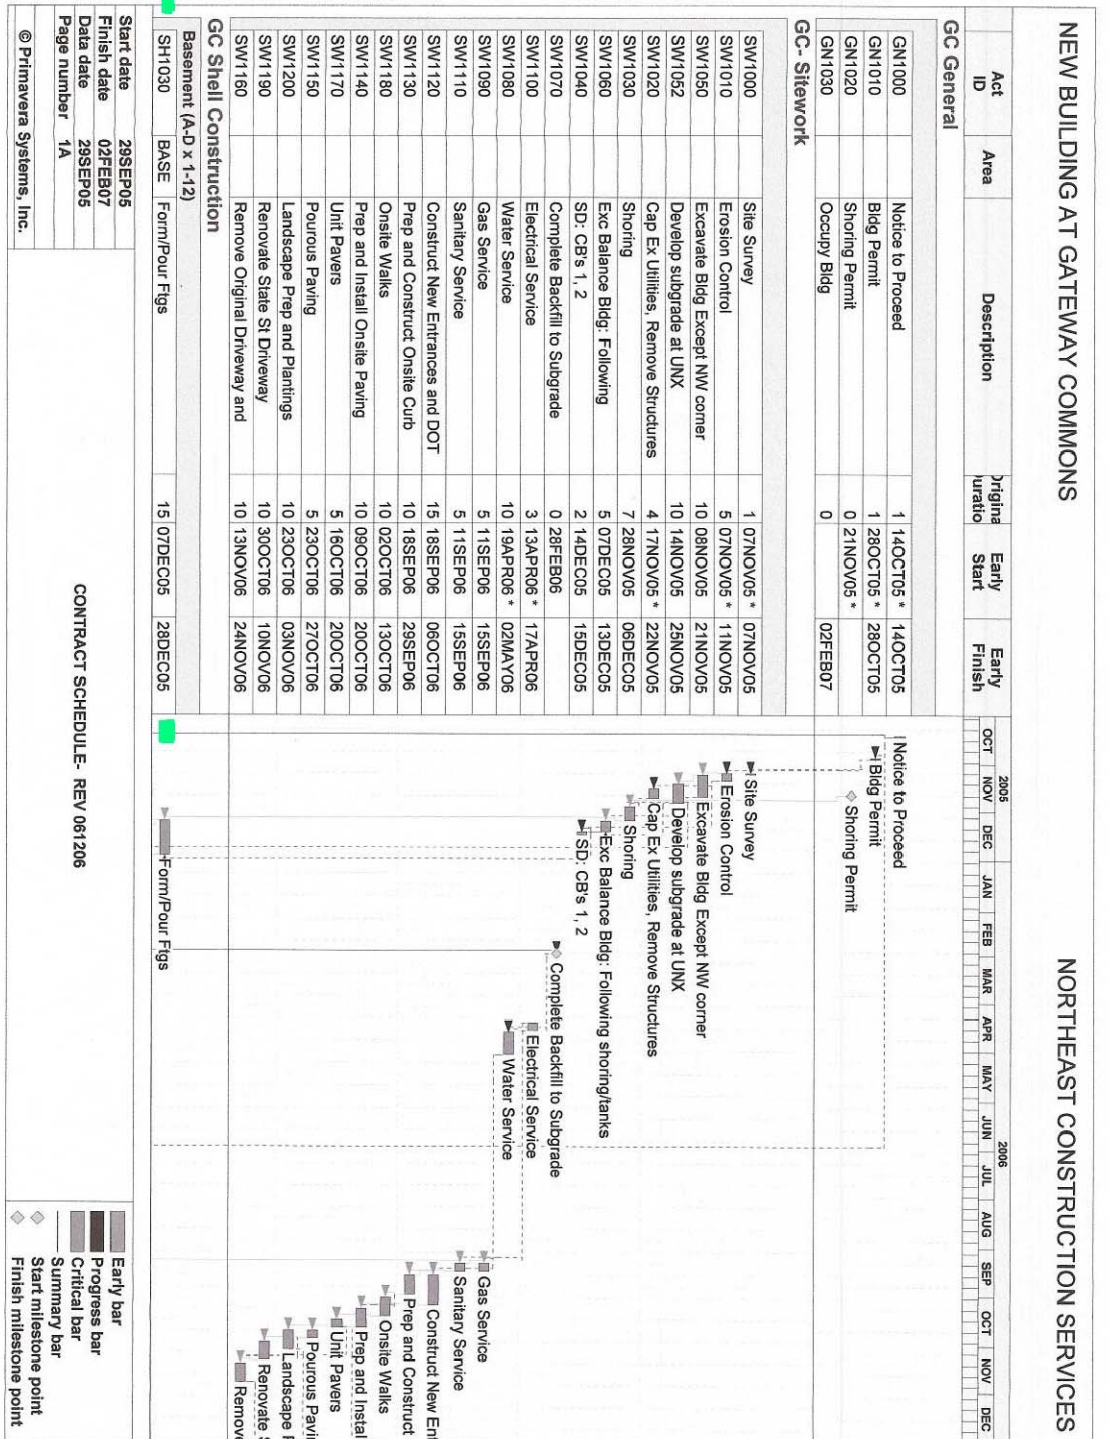 NEW BUILDING AT GATEWAY COMMONS
NORTHEAST CONSTRUCTION SERVICES
Act ID Area Description Origina Duratio Early Start Early Finish
2005 2006
OCT NOV DEC JAN FEB MAR APR MAY JUN JUL AUG SEP OCT NOV DEC
GC General
GN1000 Notice to Proceed 1 14OCT05 * 14OCT05
GN1010 Bldg Permit 1 28OCT05 * 28OCT05
GN1020 Shoring Permit 0 21NOV05 *
GN1030 Occupy Bldg 0 02FEB07
GC- Sitework
SW1000 Site Survey 1 07NOV05 * 07NOV05
SW1010 Erosion Control 5 07NOV05 * 11NOV05
SW1050 Excavate Bldg Except NW corner 10 08NOV05 21NOV05
SW1052 Develop subgrade at UNX 10 14NOV05 25NOV05
SW1020 Cap Ex Utilities, Remove Structures 4 17NOV05 * 22NOV05
SW1030 Shoring 7 28NOV05 06DEC05
SW1060 Exc Balance Bldg: Following 5 07DEC05 13DEC05
SW1040 SD: CB's 1, 2 2 14DEC05 15DEC05
SW1070 Complete Backfill to Subgrade 0 28FEB06
SW1100 Electrical Service 3 13APR06 * 17APR06
SW1080 Water Service 10 19APR06 * 02MAY06
SW1090 Gas Service 5 11SEP06 15SEP06
SW1110 Sanitary Service 5 11SEP06 15SEP06
SW1120 Construct New Entrances and DOT 15 18SEP06 06OCT06
SW1130 Prep and Construct Onsite Curb 10 18SEP06 29SEP06
SW1180 Onsite Walks 10 02OCT06 13OCT06
SW1140 Prep and Install Onsite Paving 10 09OCT06 20OCT06
SW1170 Unit Pavers 5 16OCT06 20OCT06
SW1150 Pourous Paving 5 23OCT06 27OCT06
SW1200 Landscape Prep and Plantings 10 23OCT06 03NOV06
SW1190 Renovate State St Driveway 10 30OCT06 10NOV06
SW1160 Remove Original Driveway and 10 13NOV06 24NOV06
GC Shell Construction
Basement (A-D x 1-12)
SH1030 BASE Form/Pour Ftgs 15 07DEC05 28DEC05
Notice to Proceed
Bldg Permit
Shoring Permit
Site Survey
Erosion Control
Excavate Bldg Except NW corner
Develop subgrade at UNX
Cap Ex Utilities, Remove Structures
Shoring
Exc Balance Bldg: Following shoring/tanks
SD: CB's 1, 2
Complete Backfill to Subgrade
Electrical Service
Water Service
Gas Service
Sanitary Service
Construct New Ent
Prep and Construct
Onsite Walks
Prep and Instal
Unit Pavers
Pourous Pavi
Landscape P
Renovate S
Remove
Form/Pour Ftgs
Start date 29SEP05
Finish date 02FEB07
Data date 29SEP05
Page number 1A
© Primavera Systems, Inc.
CONTRACT SCHEDULE- REV 061206
Early bar
Progress bar
Critical bar
Summary bar
Start milestone point
Finish milestone point